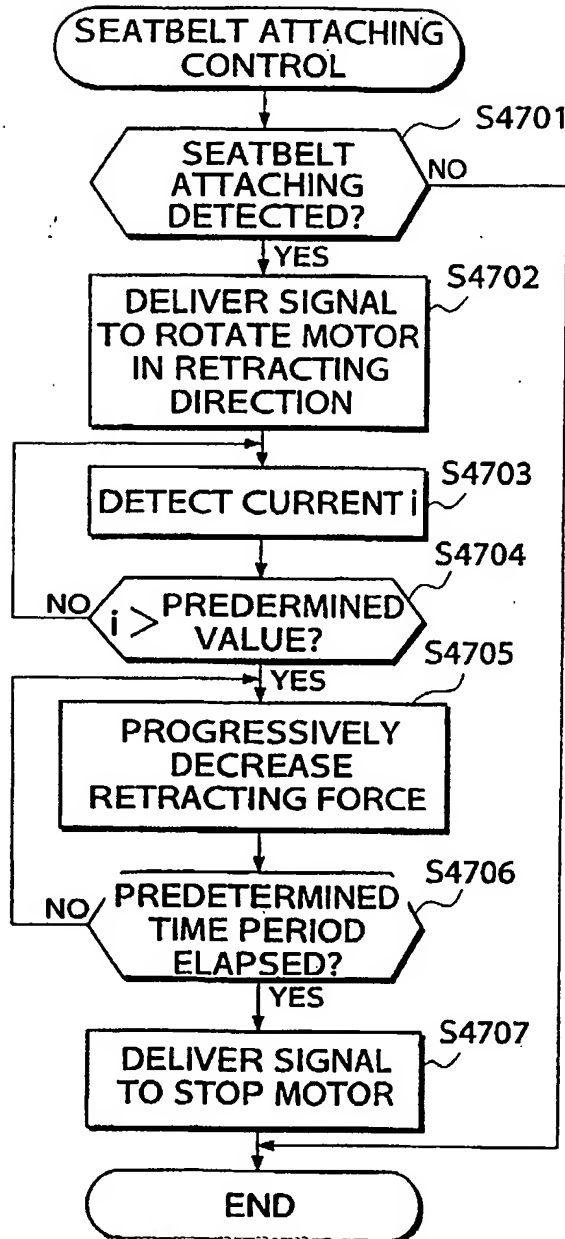 SEATBELT ATTACHING
CONTROL
S4701
SEATBELT
ATTACHING
DETECTED?
NO
YES
S4702
DELIVER SIGNAL
TO ROTATE MOTOR
IN RETRACTING
DIRECTION
S4703
DETECT CURRENT i
S4704
NO
i > PREDERMINED
VALUE?
YES
S4705
PROGRESSIVELY
DECREASE
RETRACTING FORCE
S4706
PREDETERMINED
TIME PERIOD
ELAPSED?
NO
YES
S4707
DELIVER SIGNAL
TO STOP MOTOR
END